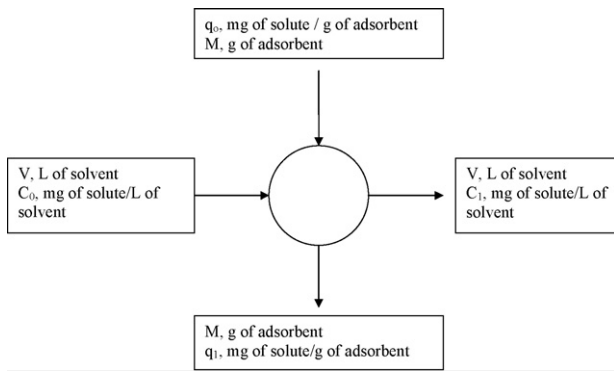 qₒ, mg of solute / g of adsorbent
M, g of adsorbent
V, L of solvent
C₀, mg of solute/L of
solvent
V, L of solvent
C₁, mg of solute/L of
solvent
M, g of adsorbent
q₁, mg of solute/g of adsorbent